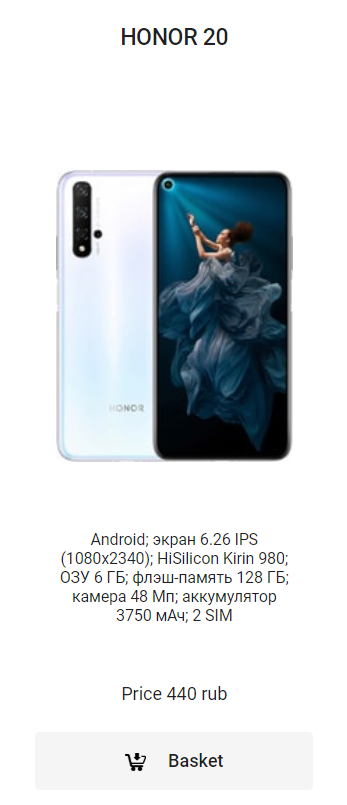 HONOR 20
HONOR
Android; экран 6.26 IPS
(1080x2340); HiSilicon Kirin 980;
ОЗУ 6 ГБ; флэш-память 128 ГБ;
камера 48 Мп; аккумулятор
3750 мАч; 2 SIM
Price 440 rub
Basket